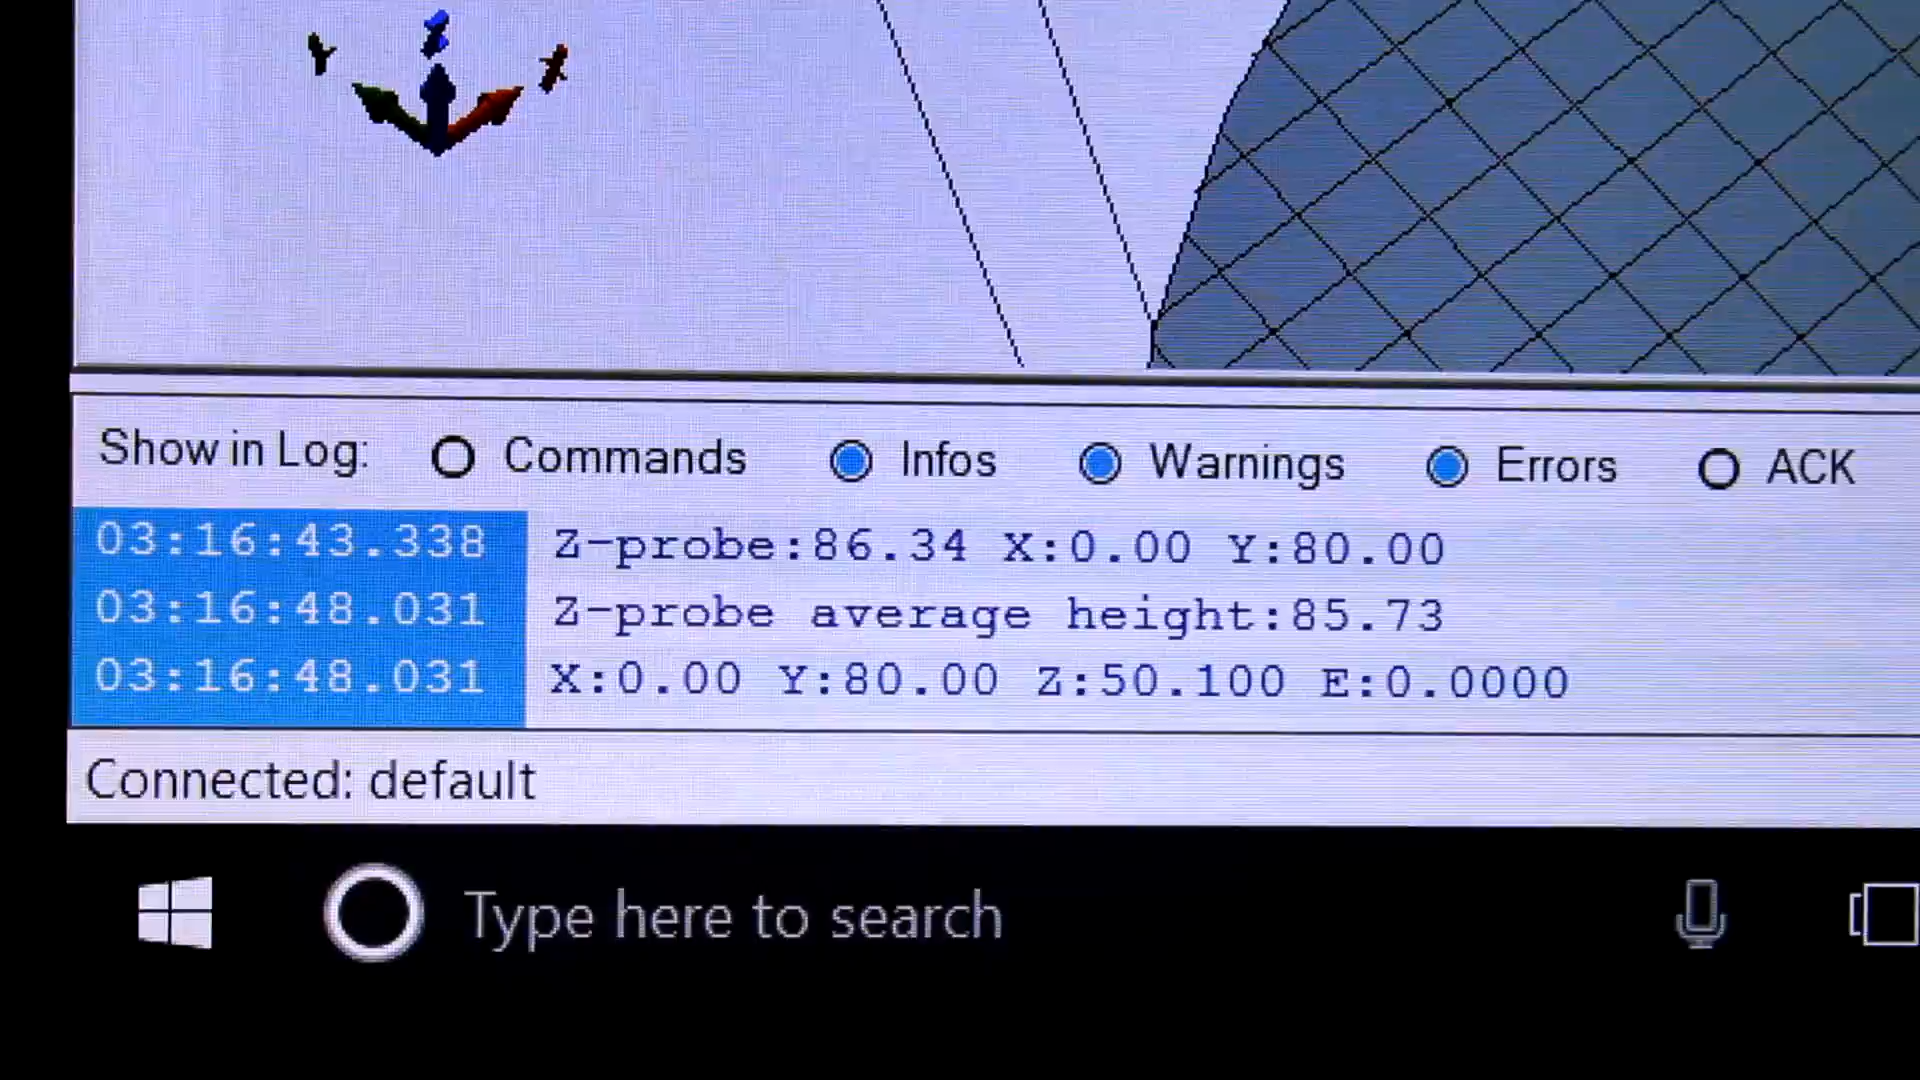 Z
Y
X
Show in Log: Commands Infos Warnings Errors ACK
03:16:43.338 Z-probe:86.34 X:0.00 Y:80.00
03:16:48.031 Z-probe average height:85.73
03:16:48.031 X:0.00 Y:80.00 Z:50.100 E:0.0000
Connected: default
Type here to search